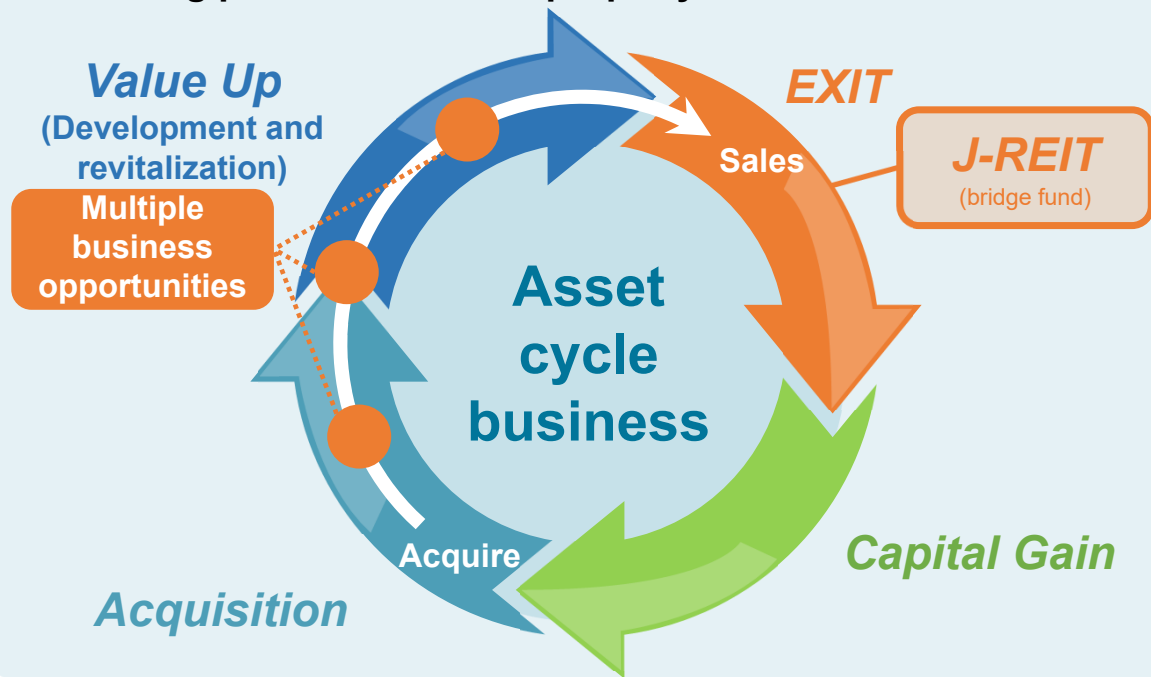 Value Up
(Development and
revitalization)
Multiple
business
opportunities
EXIT
Sales
J-REIT
(bridge fund)
Asset
cycle
business
Capital Gain
Acquire
Acquisition